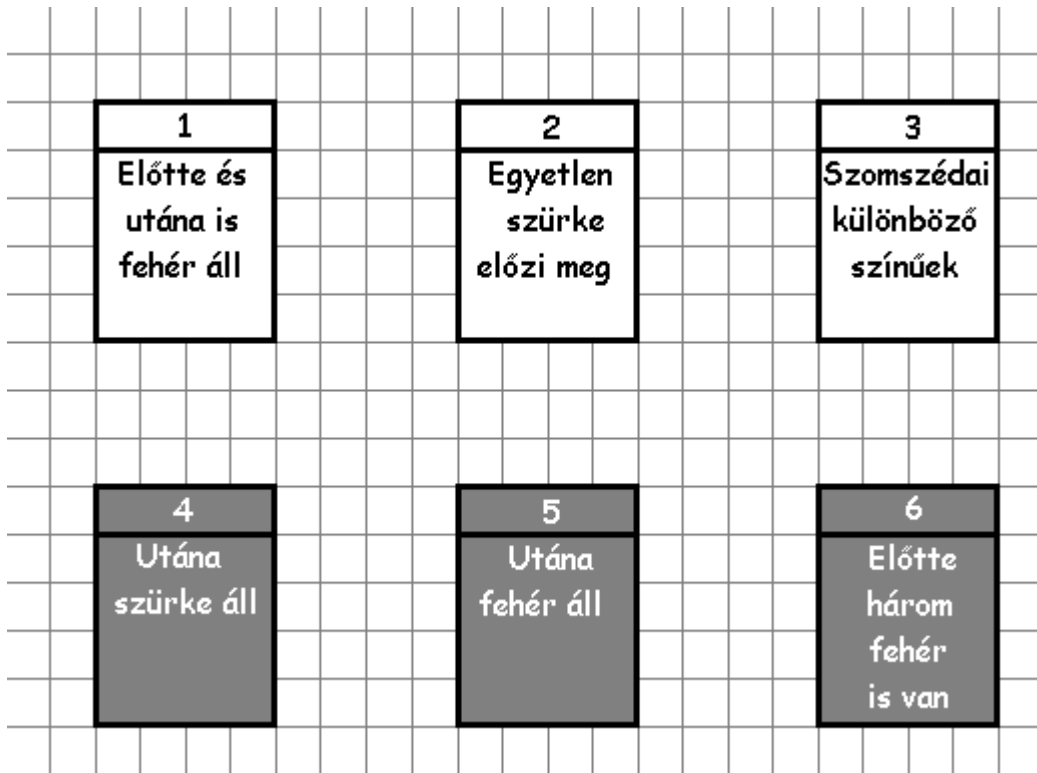 1
Előtte és
utána is
fehér áll
2
Egyetlen
szürke
előzi meg
3
Szomszédai
különböző
színűek
4
Utána
szürke áll
5
Utána
fehér áll
6
Előtte
három
fehér
is van